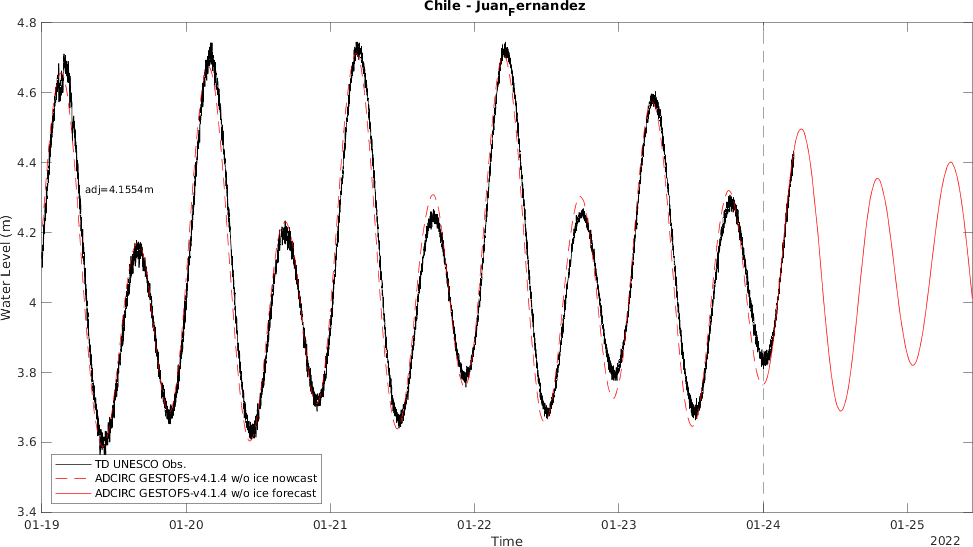 Chile - Juan_Fernandez
4.8
4.6
4.4
4.2
4
3.8
3.6
3.4
Water Level (m)
adj=4.1554m
TD UNESCO Obs.
ADCIRC GESTOFS-v4.1.4 w/o ice nowcast
ADCIRC GESTOFS-v4.1.4 w/o ice forecast
01-19
01-20
01-21
01-22
01-23
01-24
01-25
Time
2022